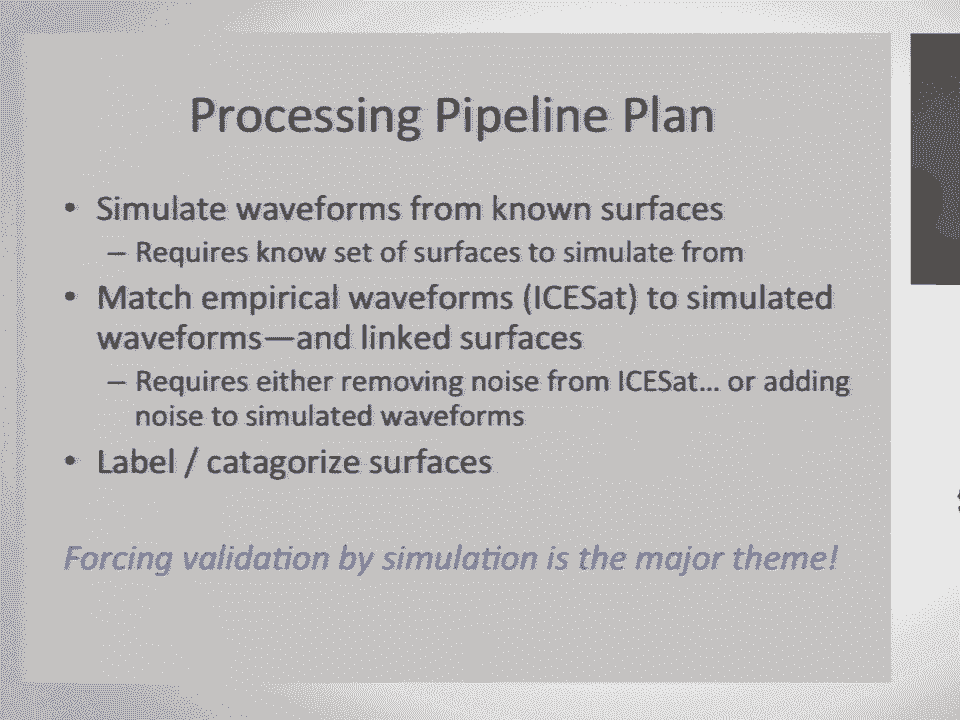 Processing Pipeline Plan
• Simulate waveforms from known surfaces
– Requires know set of surfaces to simulate from
• Match empirical waveforms (ICESat) to simulated
waveforms—and linked surfaces
– Requires either removing noise from ICESat... or adding
noise to simulated waveforms
• Label / catagorize surfaces
Forcing validation by simulation is the major theme!